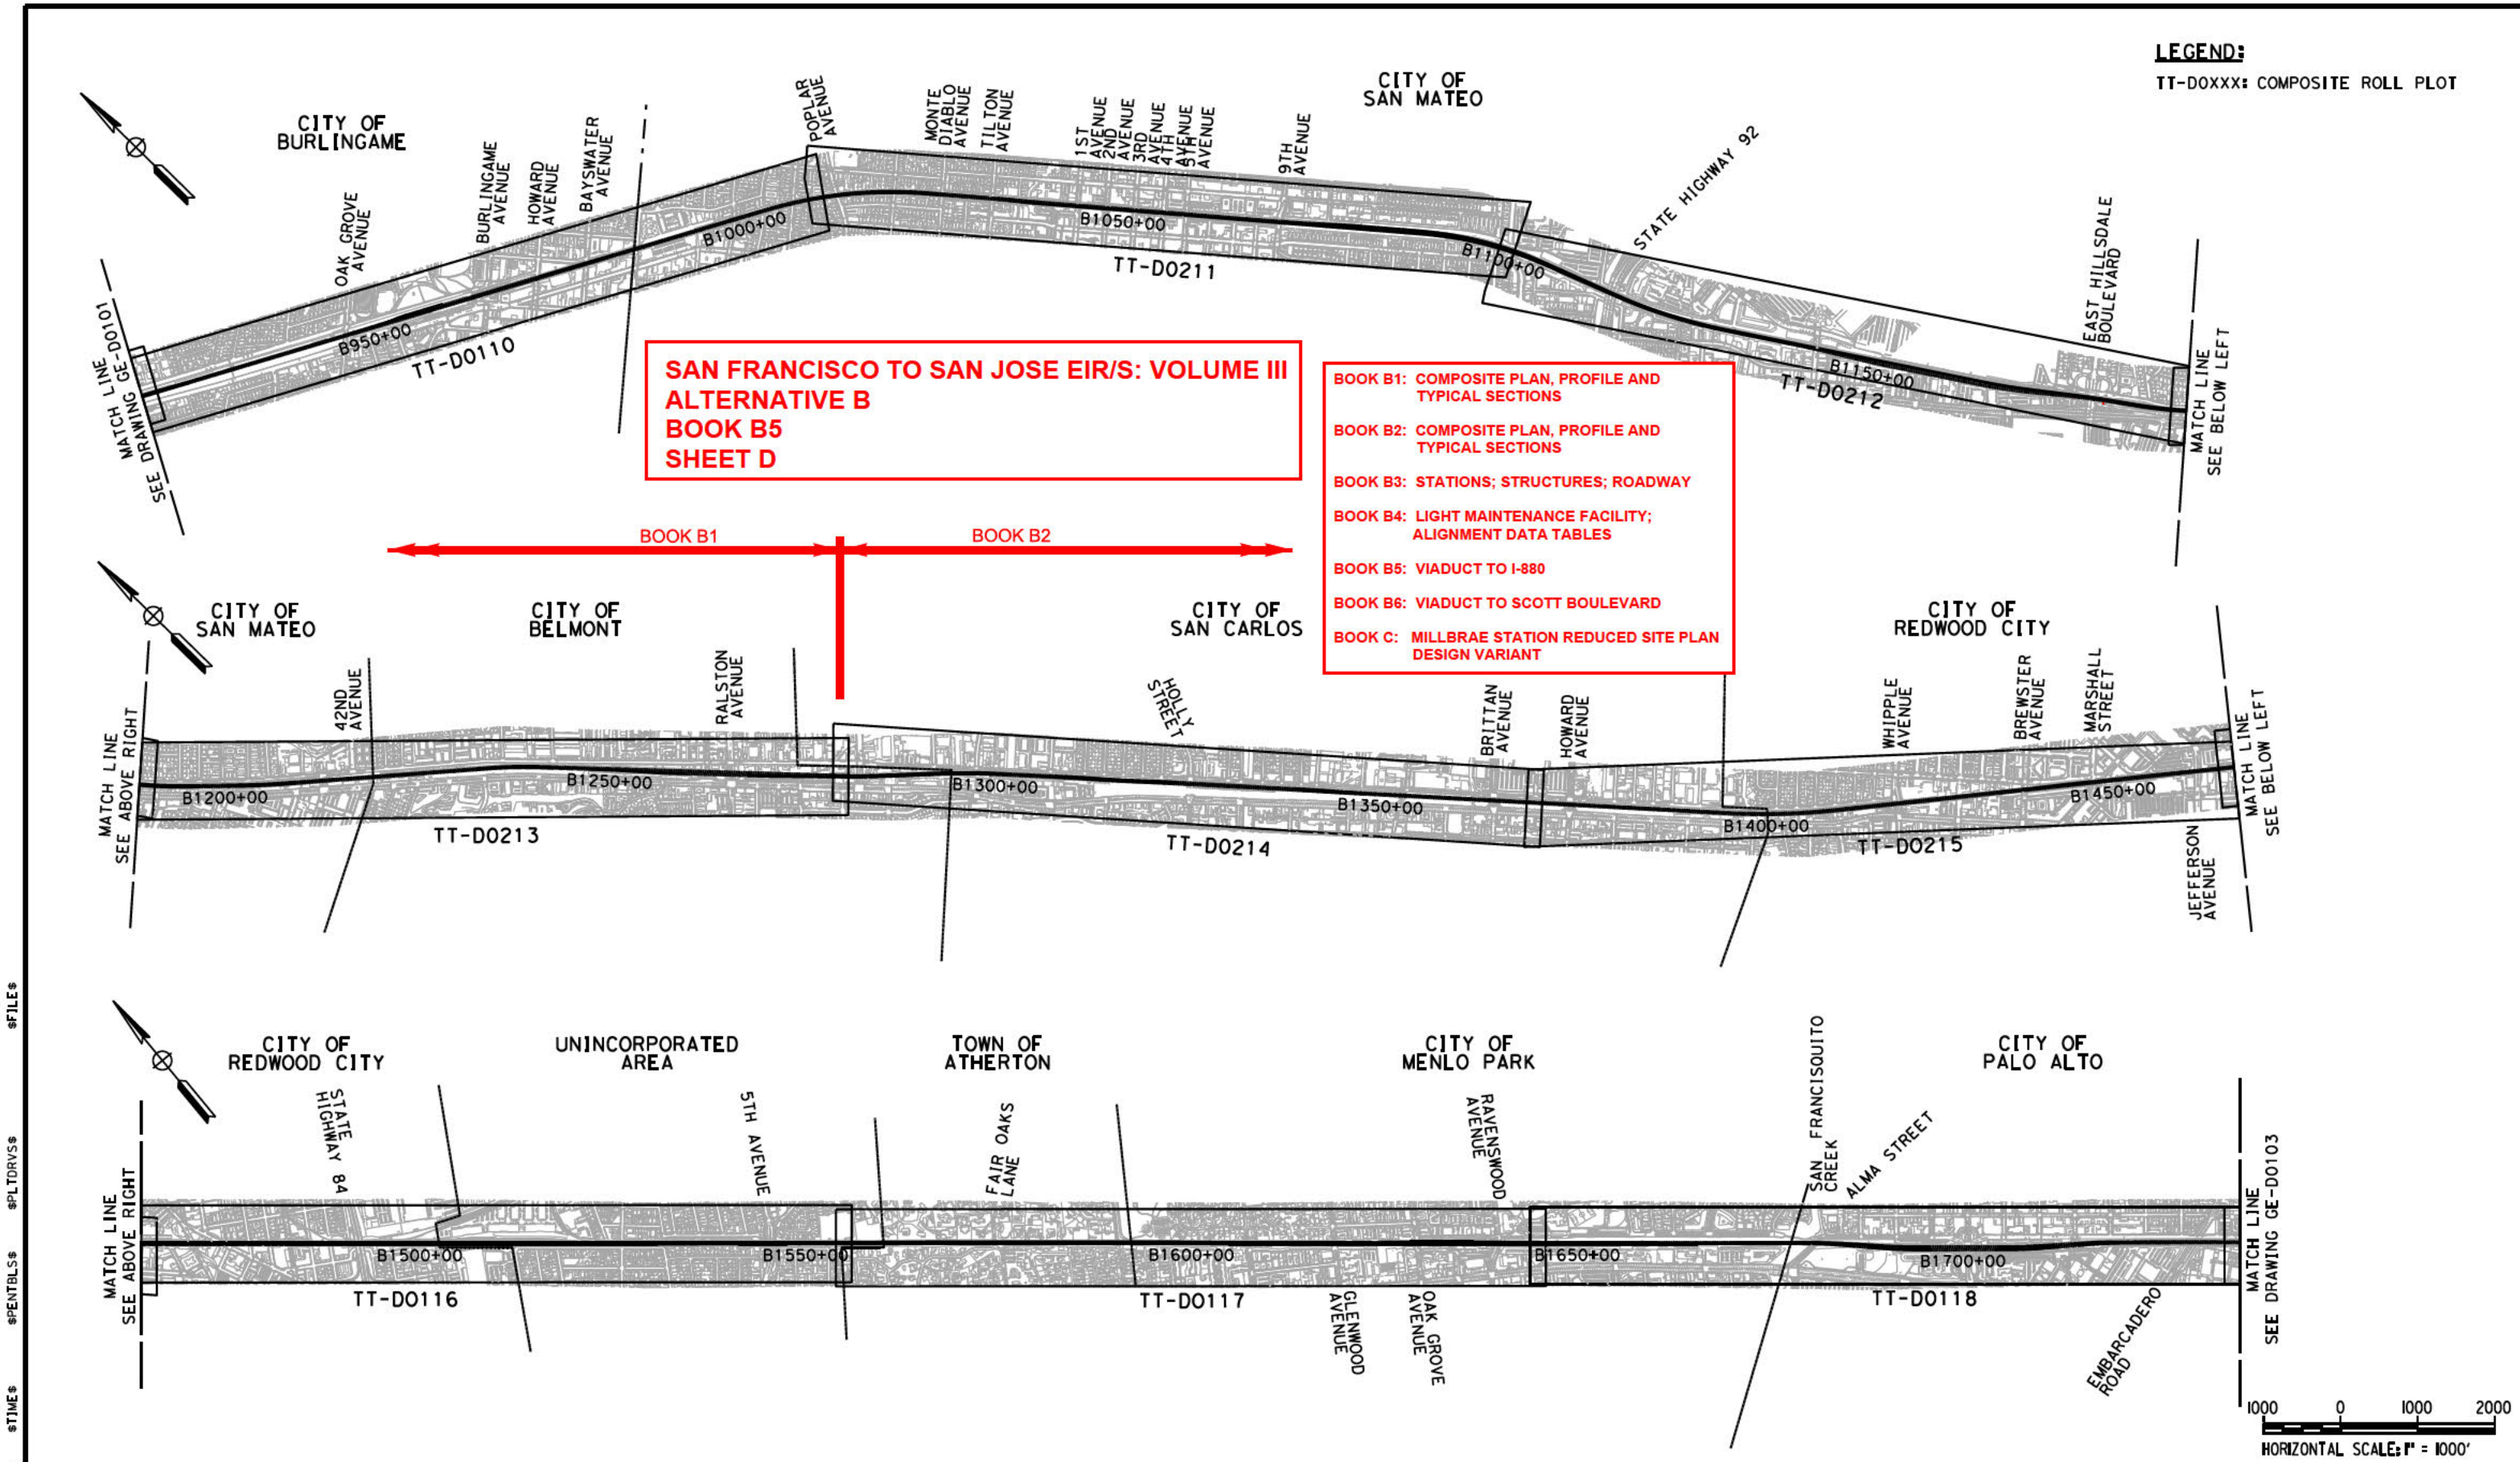 LEGEND:
TT-D0XXX: COMPOSITE ROLL PLOT
CITY OF
BURLINGAME
CITY OF
SAN MATEO
OAK GROVE
AVENUE
BURLINGAME
AVENUE
HOWARD
AVENUE
BAYSWATER
AVENUE
POPLAR
AVENUE
MONTE
DIABLO
AVENUE
TILTON
AVENUE
1ST
AVENUE
2ND
AVENUE
3RD
AVENUE
4TH
AVENUE
5TH
AVENUE
9TH
AVENUE
STATE HIGHWAY 92
EAST HILLSDALE
BOULEVARD
MATCH LINE
SEE DRAWING GE-D0101
B950+00
B1000+00
B1050+00
B1100+00
B1150+00
TT-D0110
TT-D0211
TT-D0212
MATCH LINE
SEE BELOW LEFT
SAN FRANCISCO TO SAN JOSE EIR/S: VOLUME III
ALTERNATIVE B
BOOK B5
SHEET D
BOOK B1: COMPOSITE PLAN, PROFILE AND
TYPICAL SECTIONS
BOOK B2: COMPOSITE PLAN, PROFILE AND
TYPICAL SECTIONS
BOOK B3: STATIONS; STRUCTURES; ROADWAY
BOOK B4: LIGHT MAINTENANCE FACILITY;
ALIGNMENT DATA TABLES
BOOK B5: VIADUCT TO I-880
BOOK B6: VIADUCT TO SCOTT BOULEVARD
BOOK C: MILLBRAE STATION REDUCED SITE PLAN
DESIGN VARIANT
BOOK B1
BOOK B2
CITY OF
SAN MATEO
CITY OF
BELMONT
CITY OF
SAN CARLOS
CITY OF
REDWOOD CITY
42ND
AVENUE
RALSTON
AVENUE
HOLLY
STREET
BRITTAN
AVENUE
HOWARD
AVENUE
WHIPPLE
AVENUE
BREWSTER
AVENUE
MARSHALL
STREET
JEFFERSON
AVENUE
MATCH LINE
SEE ABOVE RIGHT
B1200+00
B1250+00
B1300+00
B1350+00
B1400+00
B1450+00
TT-D0213
TT-D0214
TT-D0215
MATCH LINE
SEE BELOW LEFT
CITY OF
REDWOOD CITY
UNINCORPORATED
AREA
TOWN OF
ATHERTON
CITY OF
MENLO PARK
CITY OF
PALO ALTO
STATE
HIGHWAY 84
5TH AVENUE
FAIR OAKS
LANE
RAVENSWOOD
AVENUE
SAN FRANCISQUITO
CREEK
ALMA STREET
MATCH LINE
SEE ABOVE RIGHT
B1500+00
B1550+00
B1600+00
B1650+00
B1700+00
TT-D0116
TT-D0117
TT-D0118
GLENWOOD
AVENUE
OAK GROVE
AVENUE
EMBARCADERO
ROAD
MATCH LINE
SEE DRAWING GE-D0103
1000 0 1000 2000
HORIZONTAL SCALE: 1" = 1000'
$FILE$
$PLTDRVS$
$PENTBLS$
$TIME$